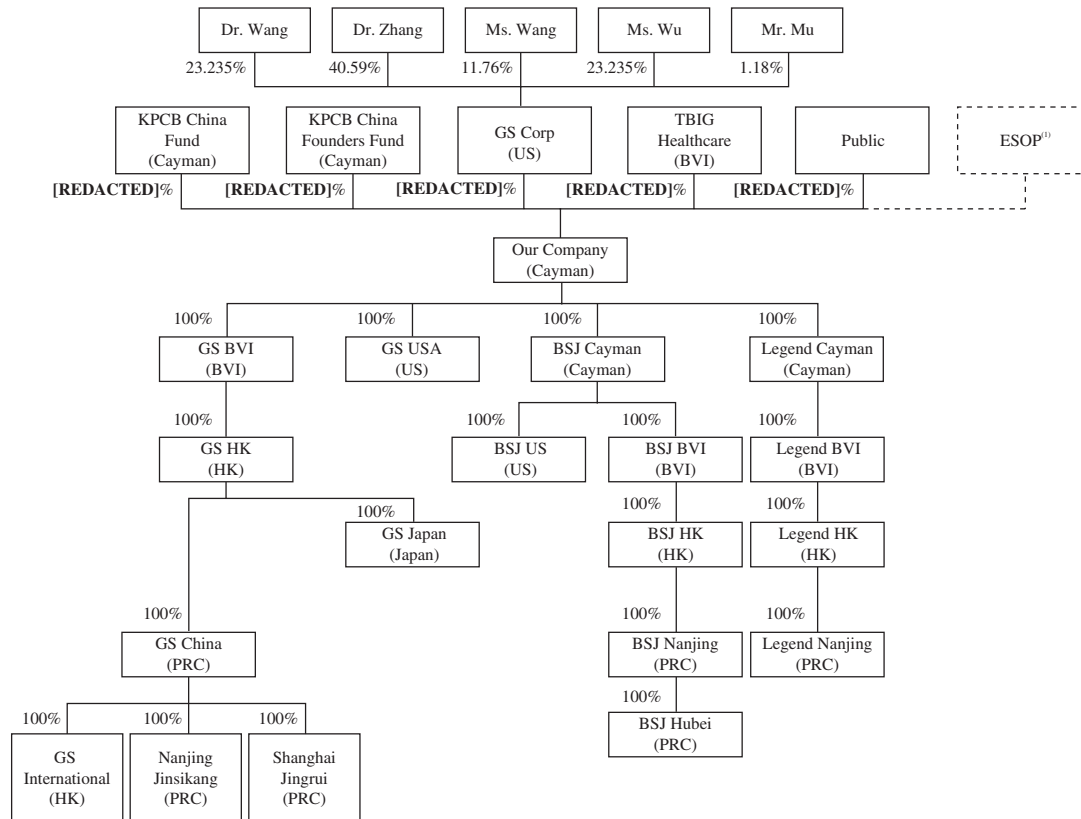 Dr. Wang
Dr. Zhang
Ms. Wang
Ms. Wu
Mr. Mu
23.235%
40.59%
11.76%
23.235%
1.18%
KPCB China
Fund
(Cayman)
KPCB China
Founders Fund
(Cayman)
GS Corp
(US)
TBIG
Healthcare
(BVI)
Public
ESOP(1)
[REDACTED]%
[REDACTED]%
[REDACTED]%
[REDACTED]%
[REDACTED]%
Our Company
(Cayman)
100%
100%
100%
100%
GS BVI
(BVI)
GS USA
(US)
BSJ Cayman
(Cayman)
Legend Cayman
(Cayman)
100%
100%
100%
100%
GS HK
(HK)
BSJ US
(US)
BSJ BVI
(BVI)
Legend BVI
(BVI)
100%
100%
100%
GS Japan
(Japan)
BSJ HK
(HK)
Legend HK
(HK)
100%
100%
100%
GS China
(PRC)
BSJ Nanjing
(PRC)
Legend Nanjing
(PRC)
100%
BSJ Hubei
(PRC)
100%
100%
100%
GS
International
(HK)
Nanjing
Jinsikang
(PRC)
Shanghai
Jingrui
(PRC)